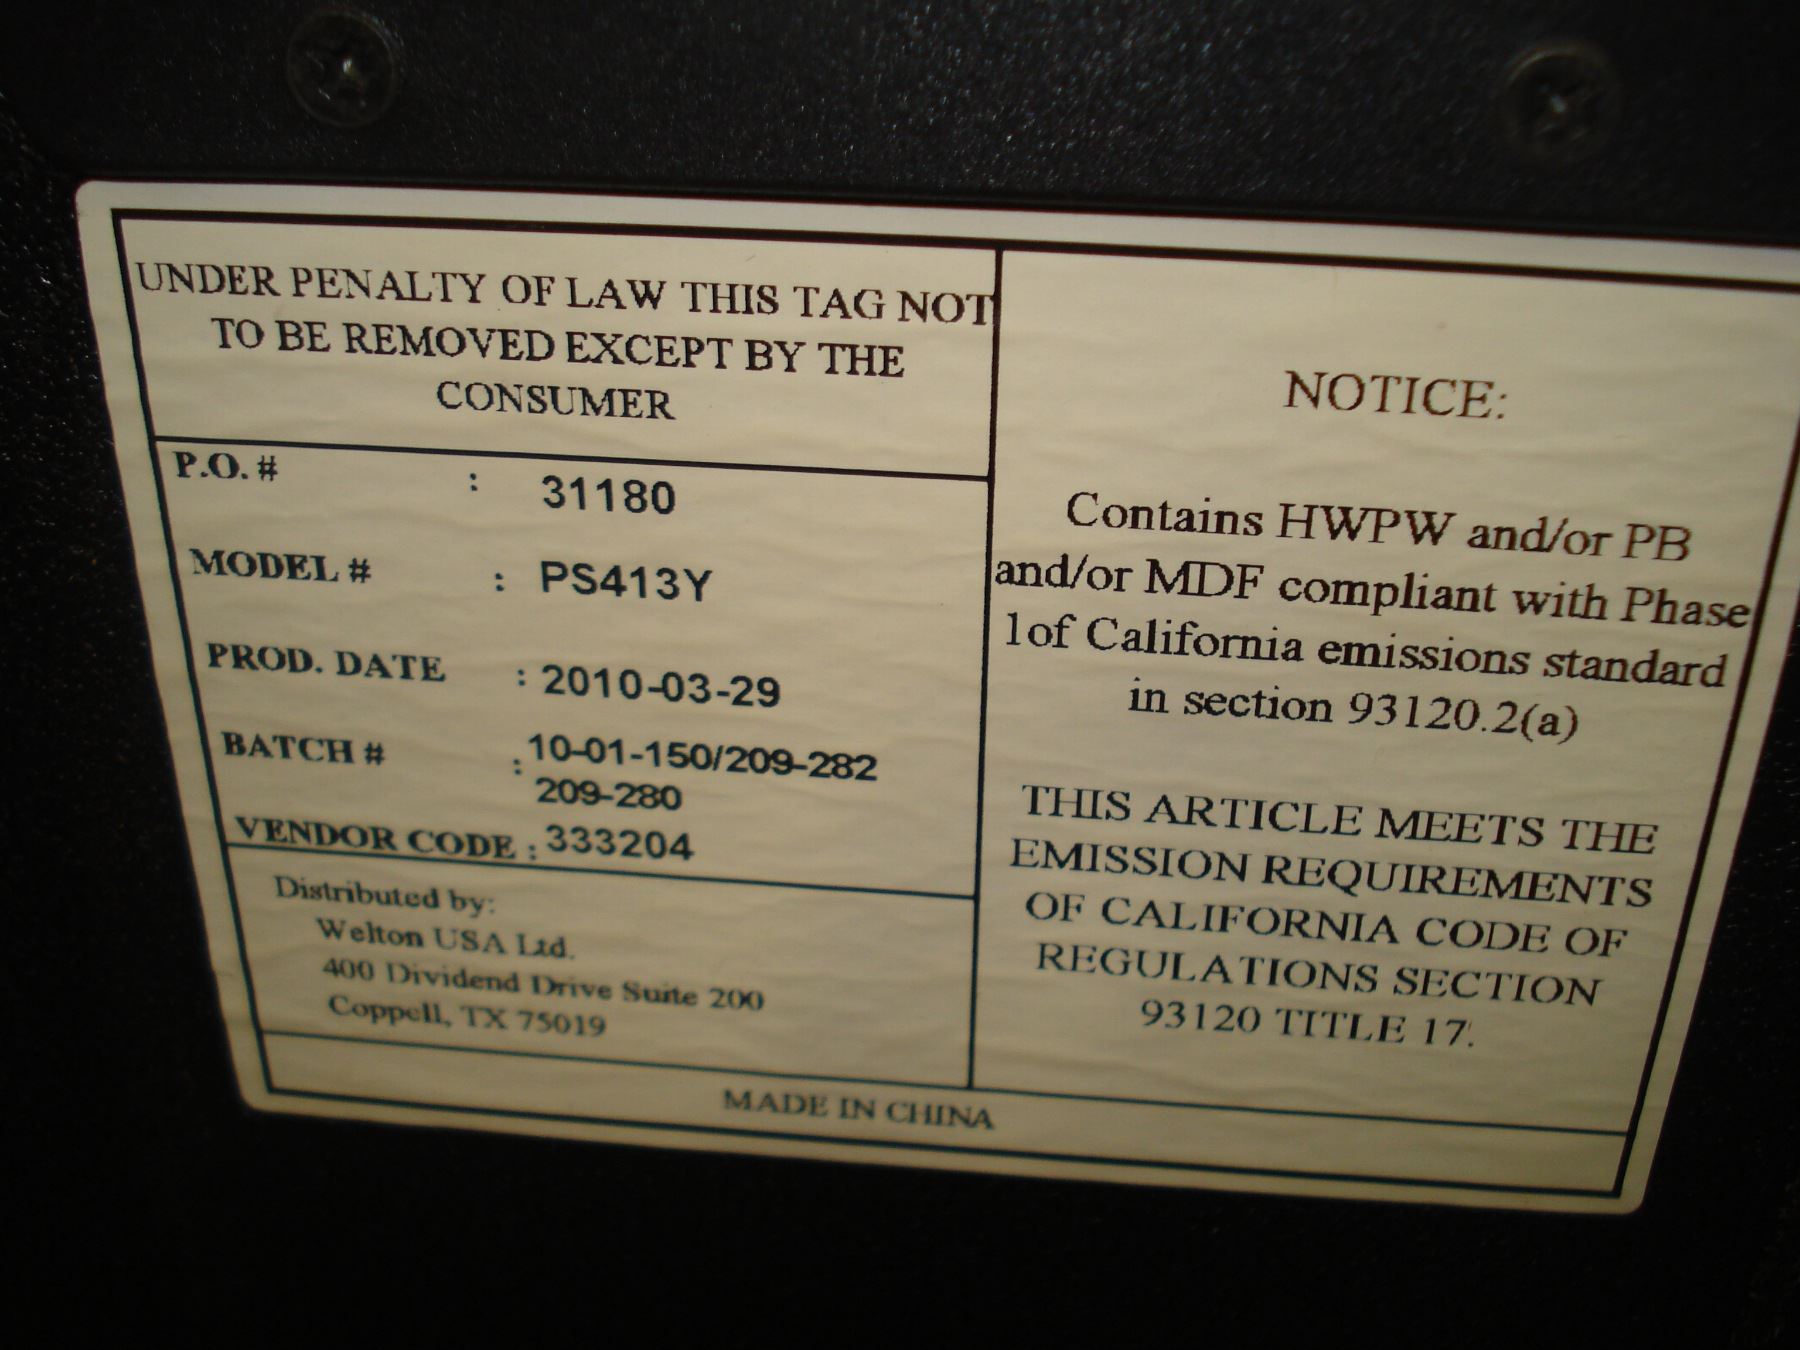 UNDER PENALTY OF LAW THIS TAG NOT
TO BE REMOVED EXCEPT BY THE
CONSUMER
P.O. # : 31180
MODEL # : PS413Y
PROD. DATE : 2010-03-29
BATCH # : 10-01-150/209-282
209-280
VENDOR CODE : 333204
Distributed by:
Welton USA Ltd.
400 Dividend Drive Suite 200
Coppell, TX 75019
NOTICE:
Contains HWPW and/or PB
and/or MDF compliant with Phase
1of California emissions standard
in section 93120.2(a)
THIS ARTICLE MEETS THE
EMISSION REQUIREMENTS
OF CALIFORNIA CODE OF
REGULATIONS SECTION
93120 TITLE 17.
MADE IN CHINA